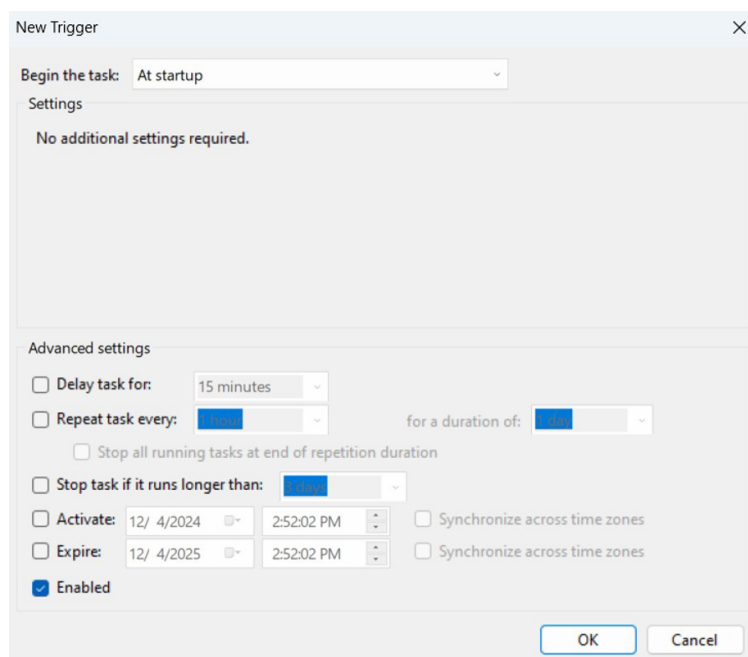 New Trigger
Begin the task: At startup
Settings
No additional settings required.
Advanced settings
Delay task for: 15 minutes
Repeat task every: 1 hour for a duration of: 1 day
Stop all running tasks at end of repetition duration
Stop task if it runs longer than: 3 days
Activate: 12/ 4/2024 2:52:02 PM Synchronize across time zones
Expire: 12/ 4/2025 2:52:02 PM Synchronize across time zones
Enabled
OK Cancel